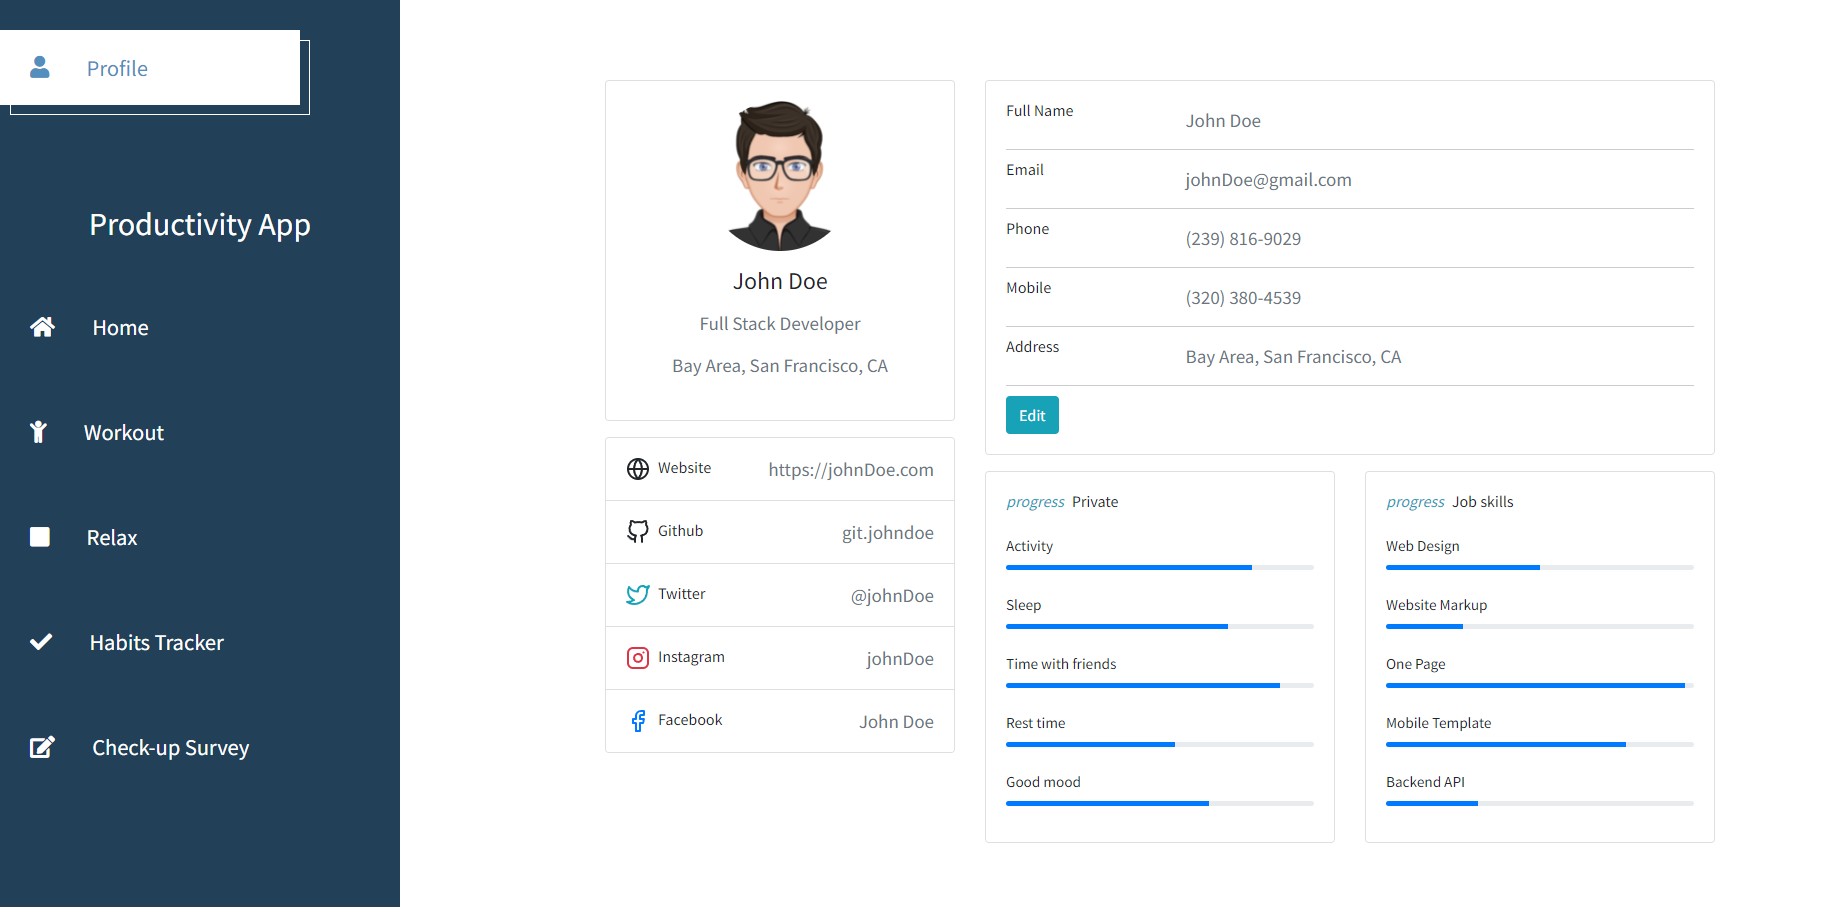 Profile
Productivity App
Home
Workout
Relax
Habits Tracker
Check-up Survey
John Doe
Full Stack Developer
Bay Area, San Francisco, CA
Website https://johnDoe.com
Github git.johndoe
Twitter @johnDoe
Instagram johnDoe
Facebook John Doe
Full Name John Doe
Email johnDoe@gmail.com
Phone (239) 816-9029
Mobile (320) 380-4539
Address Bay Area, San Francisco, CA
Edit
progress Private
Activity
Sleep
Time with friends
Rest time
Good mood
progress Job skills
Web Design
Website Markup
One Page
Mobile Template
Backend API